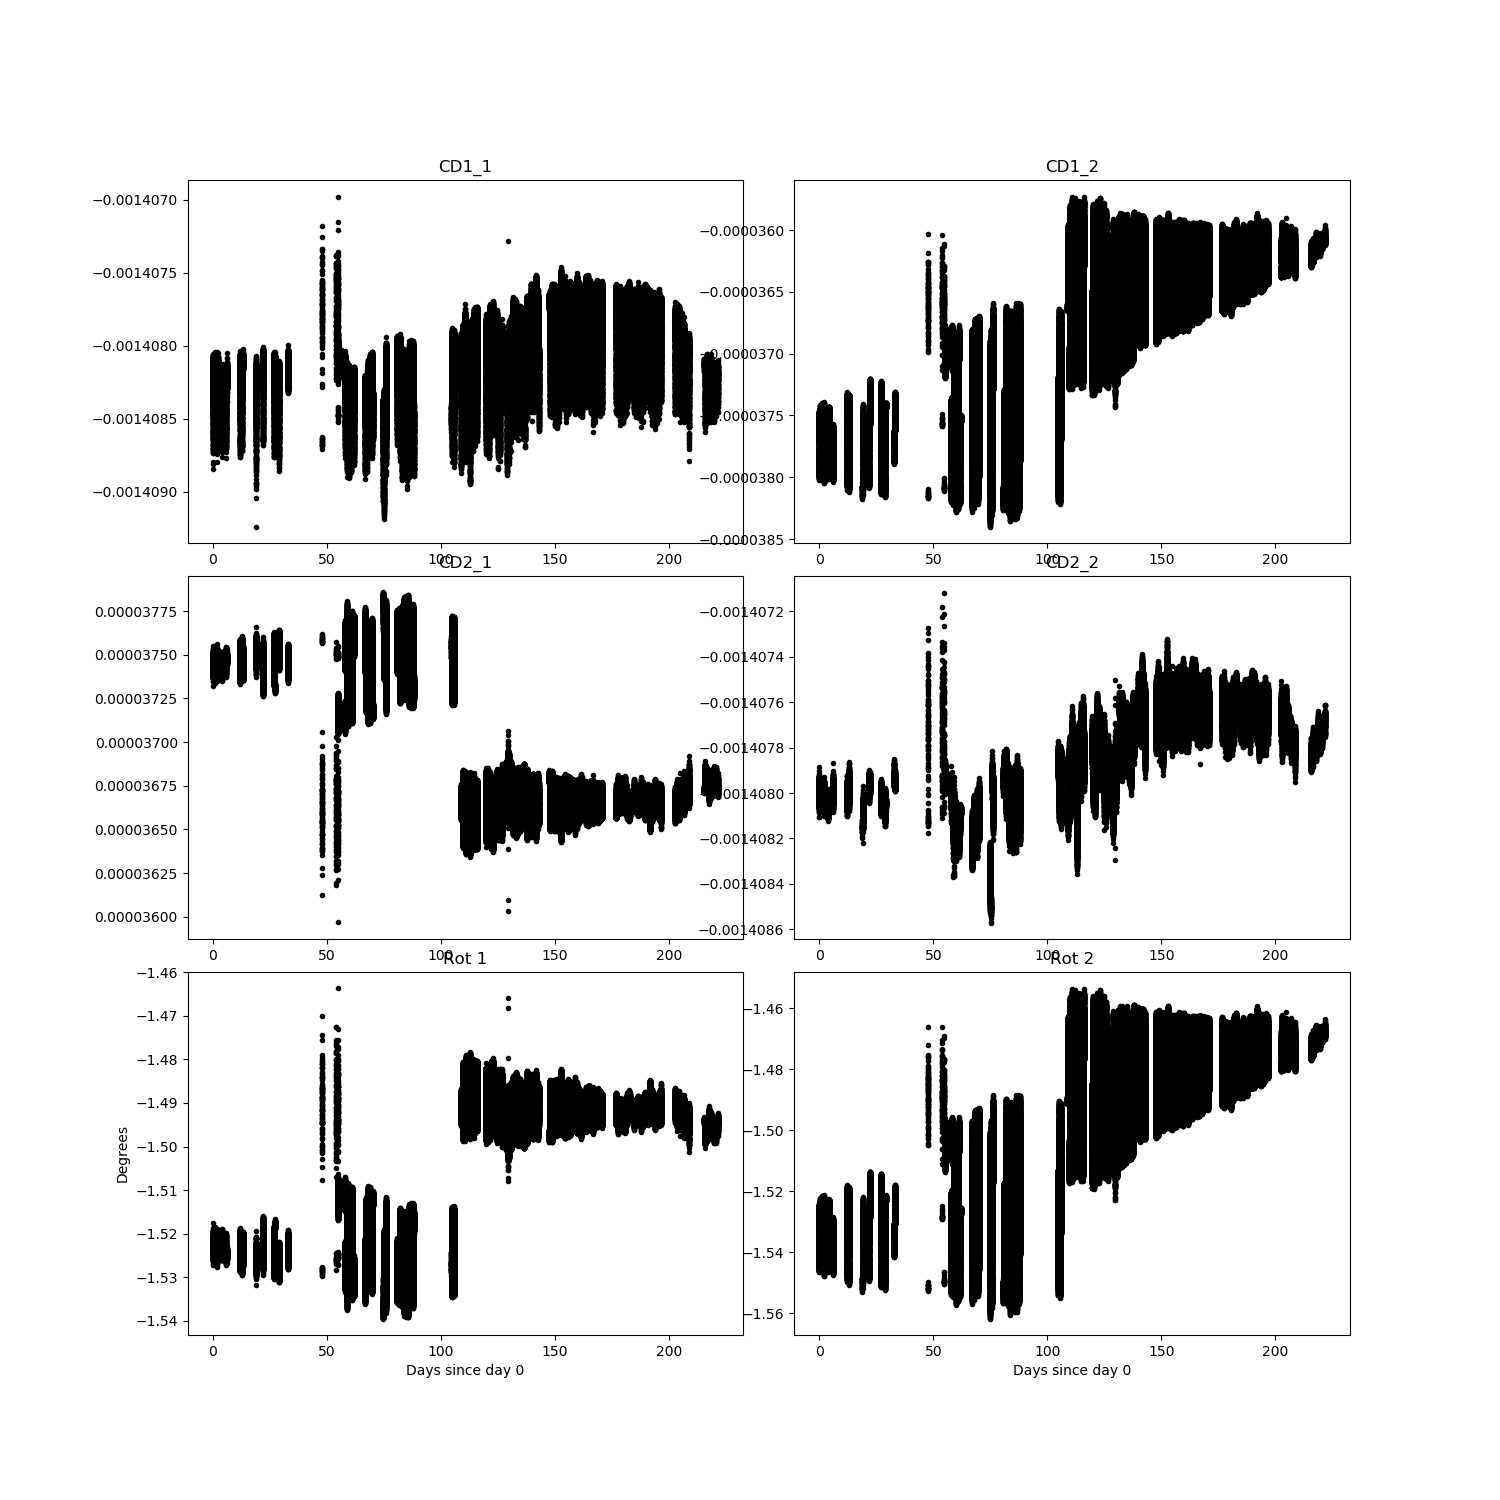 CD1_1
CD1_2
−0.0014070
−0.0014075
−0.0014080
−0.0014085
−0.0014090
0 50 100 150 200
−0.0000360
−0.0000365
−0.0000370
−0.0000375
−0.0000380
−0.0000385
0 50 100 150 200
CD2_1
CD2_2
0.00003775
0.00003750
0.00003725
0.00003700
0.00003675
0.00003650
0.00003625
0.00003600
0 50 100 150 200
−0.0014072
−0.0014074
−0.0014076
−0.0014078
−0.0014080
−0.0014082
−0.0014084
−0.0014086
0 50 100 150 200
Rot 1
Rot 2
Degrees
−1.46
−1.47
−1.48
−1.49
−1.50
−1.51
−1.52
−1.53
−1.54
0 50 100 150 200
Days since day 0
−1.46
−1.48
−1.50
−1.52
−1.54
−1.56
0 50 100 150 200
Days since day 0